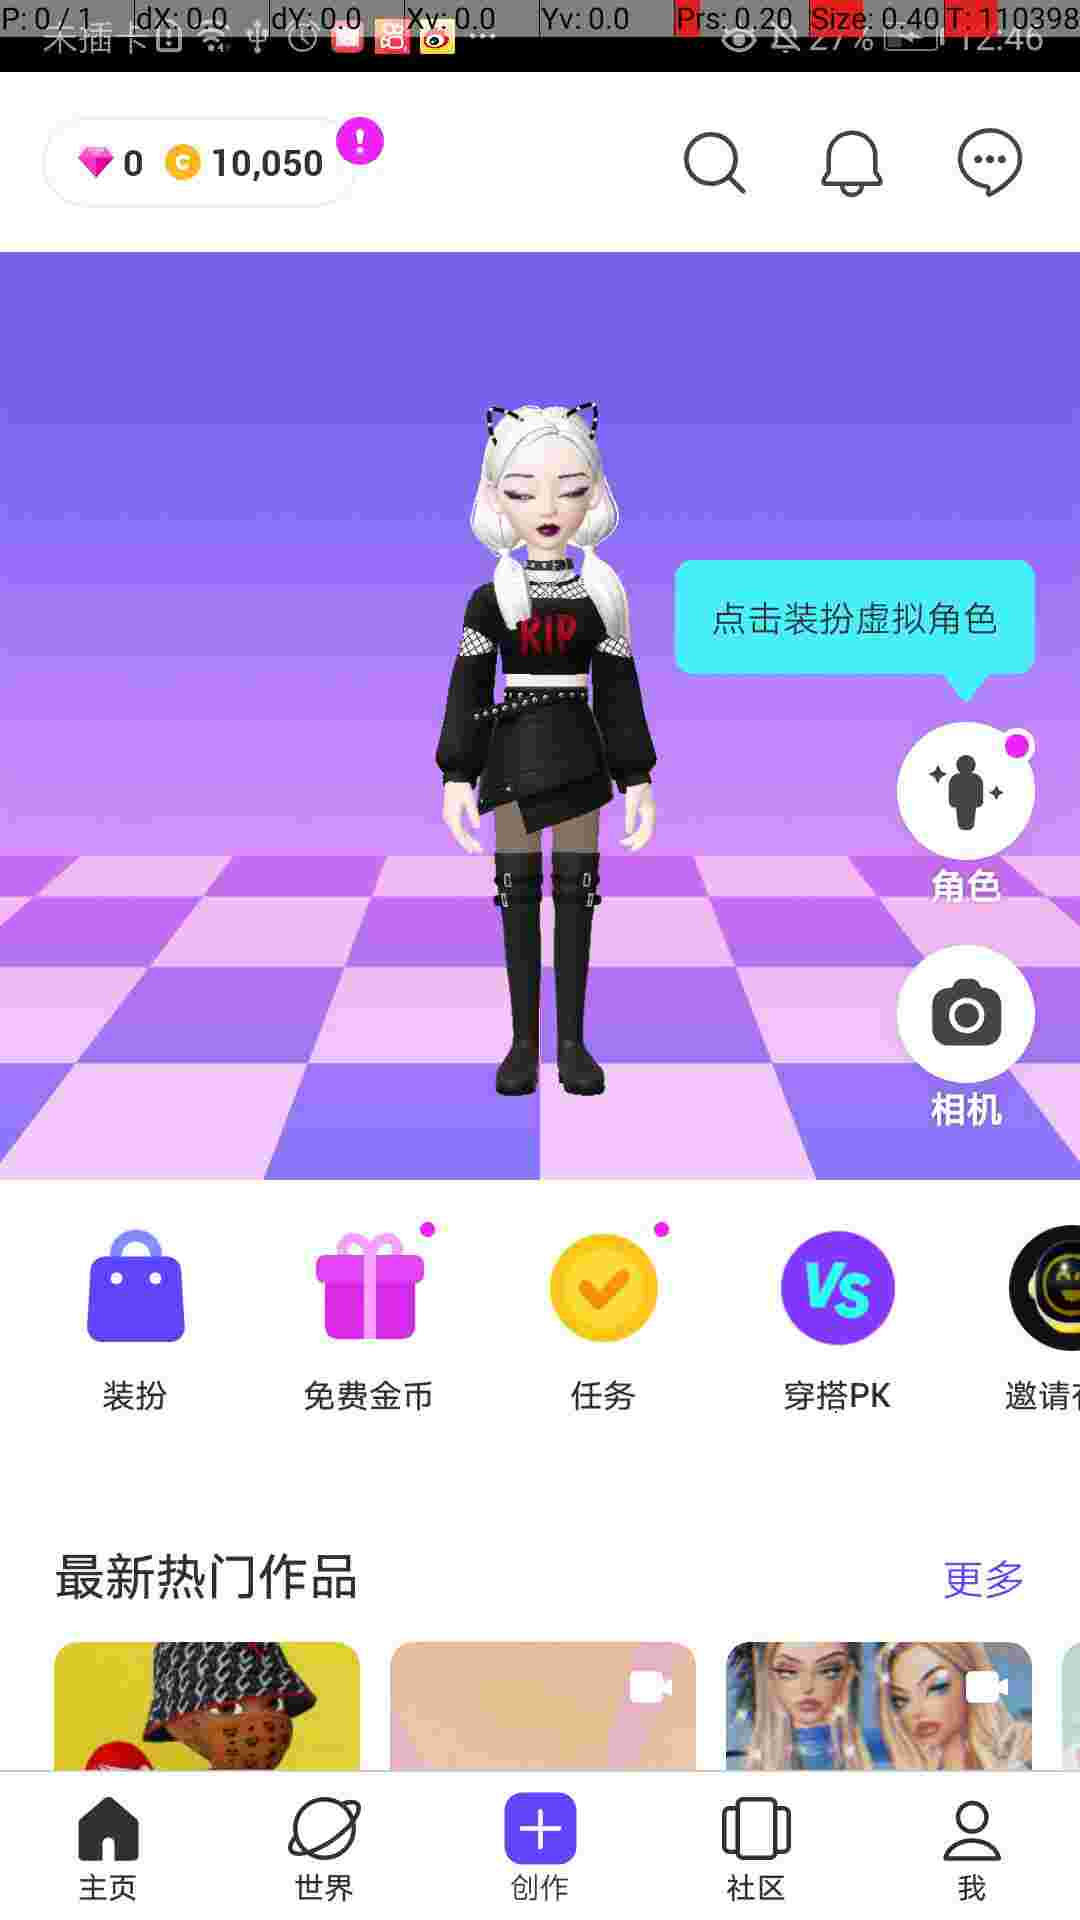 P: 0 / 1 dX: 0.0 dY: 0.0 Xv: 0.0 Yv: 0.0 Prs: 0.20 Size: 0.40 T: 110398
未插卡 27% 12:46
0 10,050
RIP
点击装扮虚拟角色
角色
相机
装扮 免费金币 任务 穿搭PK 邀请
最新热门作品 更多
主页 世界 创作 社区 我